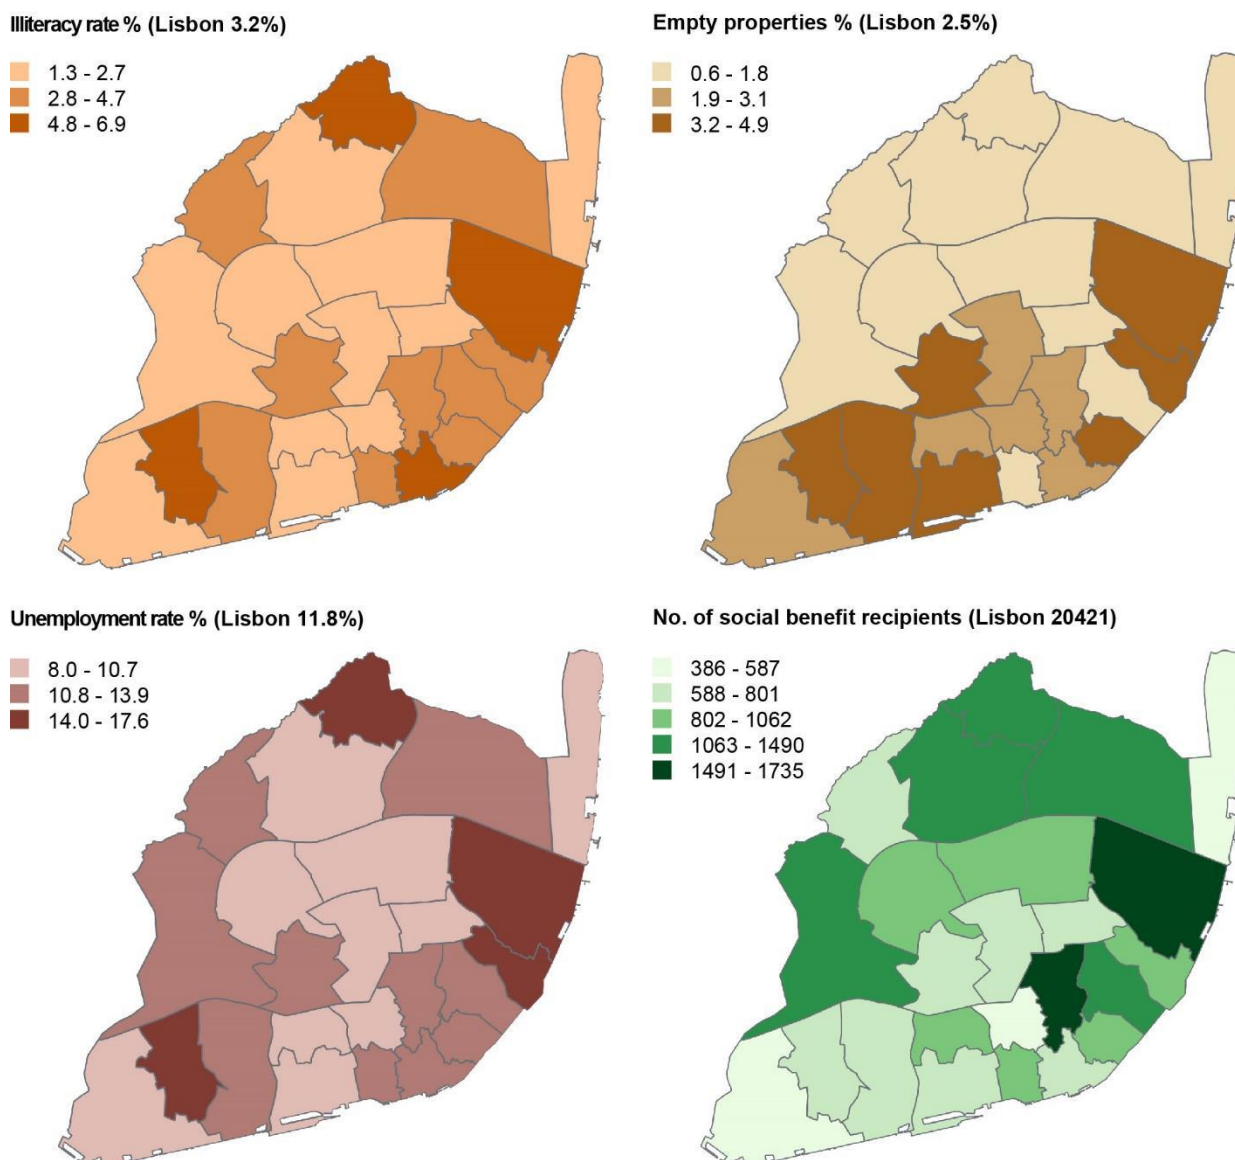 Illiteracy rate % (Lisbon 3.2%)
1.3 - 2.7
2.8 - 4.7
4.8 - 6.9
Empty properties % (Lisbon 2.5%)
0.6 - 1.8
1.9 - 3.1
3.2 - 4.9
Unemployment rate % (Lisbon 11.8%)
8.0 - 10.7
10.8 - 13.9
14.0 - 17.6
No. of social benefit recipients (Lisbon 20421)
386 - 587
588 - 801
802 - 1062
1063 - 1490
1491 - 1735